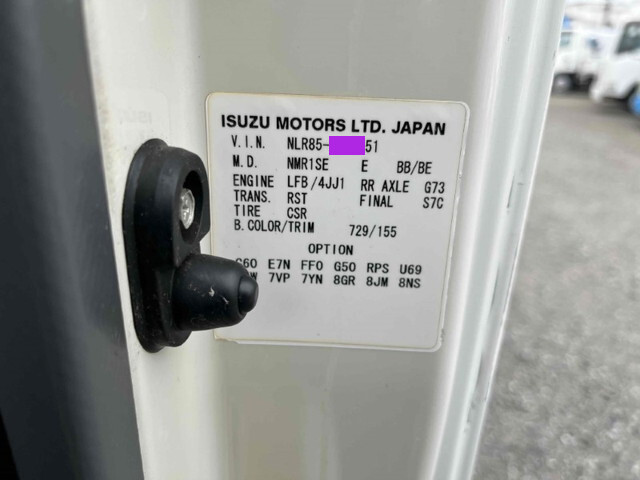 ISUZU MOTORS LTD. JAPAN
V.I.N. NLR85- 51
M.D. NMR1SE E BB/BE
ENGINE LFB/4JJ1 RR AXLE G73
TRANS. RST FINAL S7C
TIRE CSR
B.COLOR/TRIM 729/155
OPTION
E7N FF0 G50 RPS U69
7VP 7YN 8GR 8JM 8NS